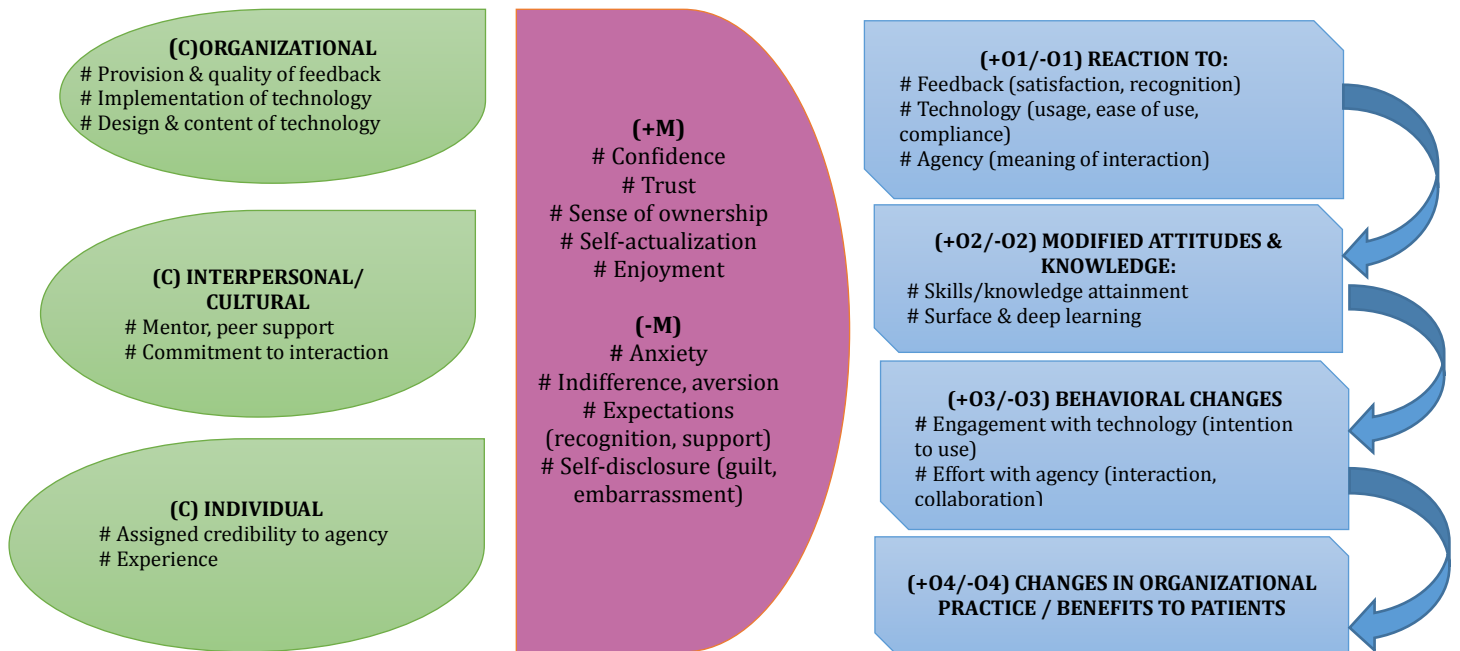 (C)ORGANIZATIONAL
# Provision & quality of feedback
# Implementation of technology
# Design & content of technology
(C) INTERPERSONAL/
CULTURAL
# Mentor, peer support
# Commitment to interaction
(C) INDIVIDUAL
# Assigned credibility to agency
# Experience
(+M)
# Confidence
# Trust
# Sense of ownership
# Self-actualization
# Enjoyment
(-M)
# Anxiety
# Indifference, aversion
# Expectations
(recognition, support)
# Self-disclosure (guilt,
embarrassment)
(+O1/-O1) REACTION TO:
# Feedback (satisfaction, recognition)
# Technology (usage, ease of use,
compliance)
# Agency (meaning of interaction)
(+O2/-O2) MODIFIED ATTITUDES &
KNOWLEDGE:
# Skills/knowledge attainment
# Surface & deep learning
(+O3/-O3) BEHAVIORAL CHANGES
# Engagement with technology (intention
to use)
# Effort with agency (interaction,
collaboration)
(+O4/-O4) CHANGES IN ORGANIZATIONAL
PRACTICE / BENEFITS TO PATIENTS